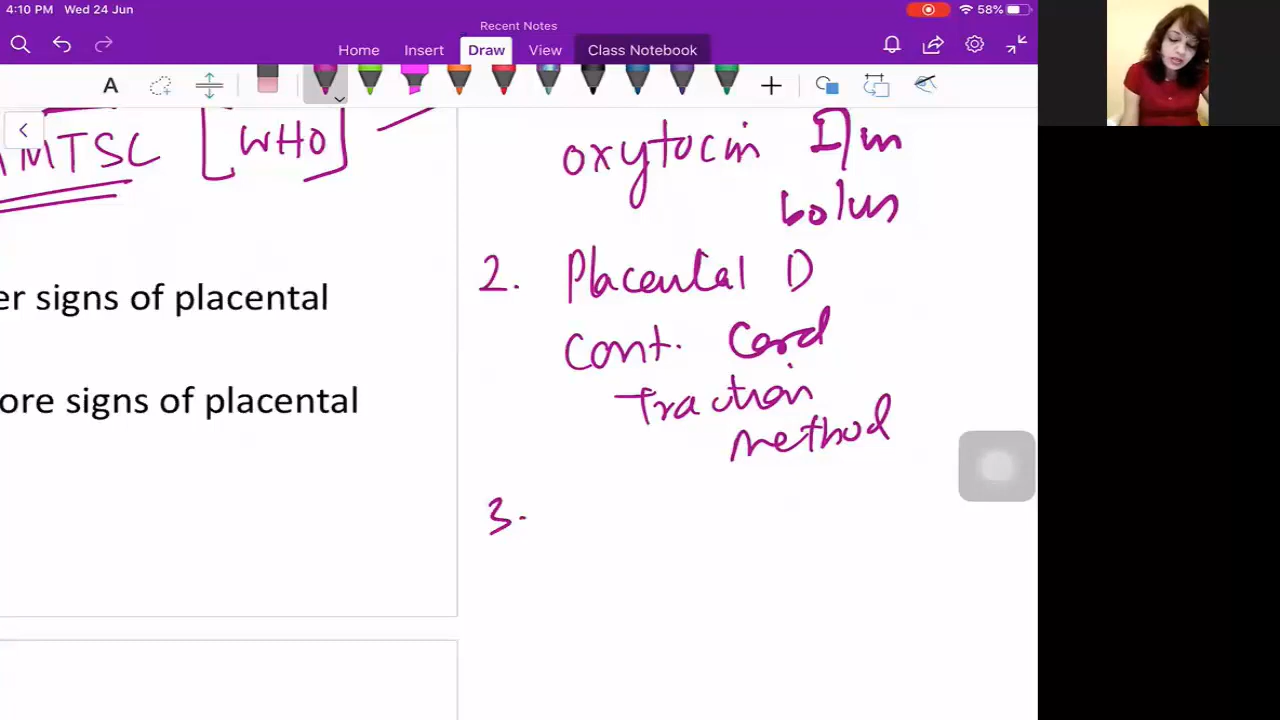 4:10 PM Wed 24 Jun
58%
Recent Notes
Home Insert Draw View Class Notebook
A
MTSC [WHO]
oxytocin I/m
bolus
er signs of placental
2. Placental D
Cont. Cord
Traction
method
ore signs of placental
3.